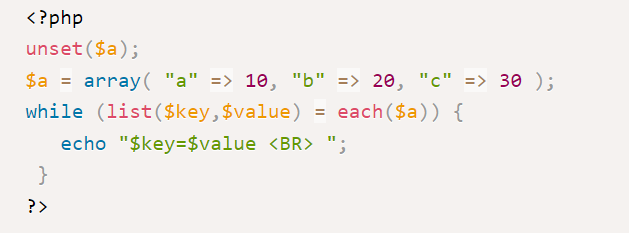 <?php
unset($a);
$a = array( "a" => 10, "b" => 20, "c" => 30 );
while (list($key,$value) = each($a)) {
   echo "$key=$value <BR> ";
 }
?>